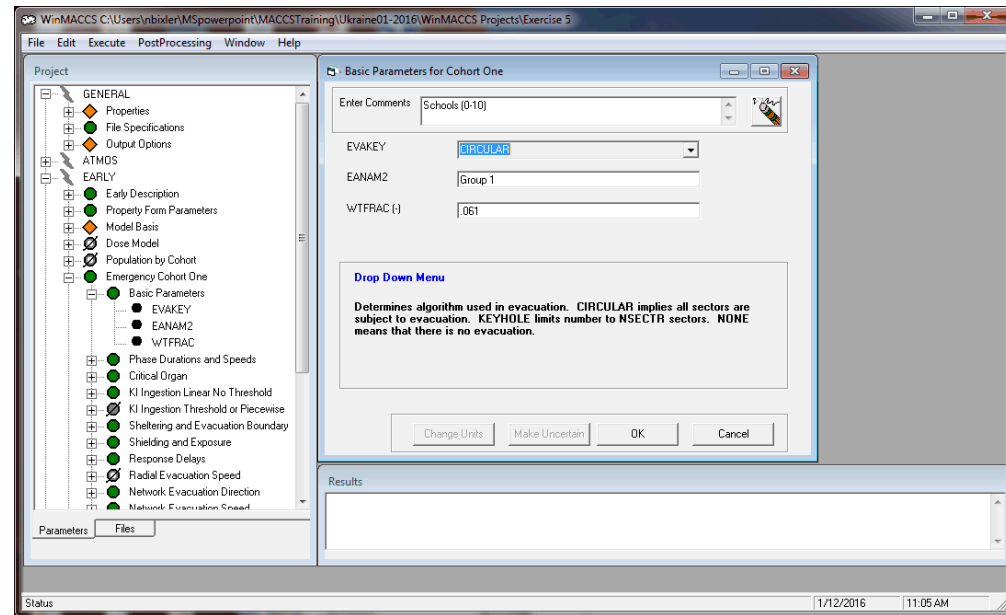 WinMACCS C:\Users\nbixler\MSpowerpoint\MACCSTraining\Ukraine01-2016\WinMACCS Projects\Exercise 5
File Edit Execute PostProcessing Window Help
Project
GENERAL
Properties
File Specifications
Output Options
ATMOS
EARLY
Early Description
Property Form Parameters
Model Basis
Dose Model
Population by Cohort
Emergency Cohort One
Basic Parameters
EVAKEY
EANAM2
WTFRAC
Phase Durations and Speeds
Critical Organ
KI Ingestion Linear No Threshold
KI Ingestion Threshold or Piecewise
Sheltering and Evacuation Boundary
Shielding and Exposure
Response Delays
Radial Evacuation Speed
Network Evacuation Direction
Network Evacuation Speed
Parameters Files
Basic Parameters for Cohort One
Enter Comments Schools (0-10)
EVAKEY CIRCULAR
EANAM2 Group 1
WTFRAC (-) .061
Drop Down Menu
Determines algorithm used in evacuation. CIRCULAR implies all sectors are
subject to evacuation. KEYHOLE limits number to NSECTR sectors. NONE
means that there is no evacuation.
Change Units Make Uncertain OK Cancel
Results
Status 1/12/2016 11:05 AM